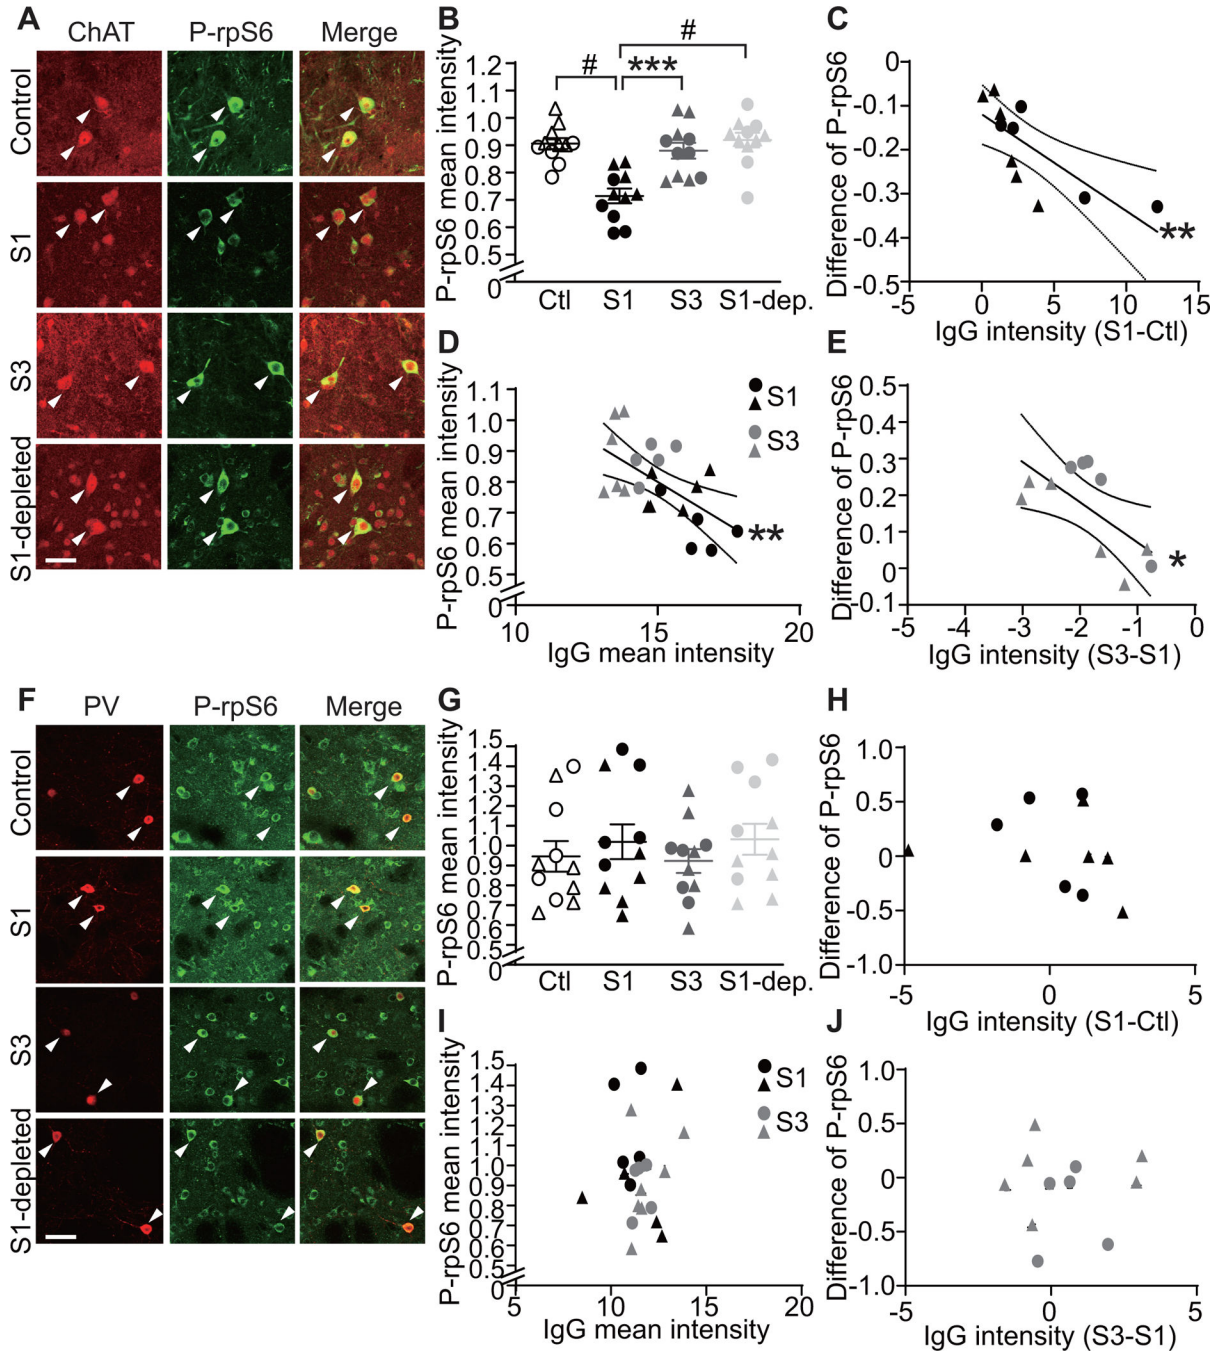 A
ChAT P-rpS6 Merge
Control
S1
S3
S1-depleted
B
P-rpS6 mean intensity
# *** #
1.2
1.1
1.0
0.9
0.8
0.7
0.6
0.5
0
Ctl S1 S3 S1-dep.
C
Difference of P-rpS6
0
-0.1
-0.2
-0.3
-0.4
-0.5
**
-5 0 5 10 15
IgG intensity (S1-Ctl)
D
P-rpS6 mean intensity
1.1
1.0
0.9
0.8
0.7
0.6
0.5
0
S1
S3
**
10 15 20
IgG mean intensity
E
Difference of P-rpS6
0.5
0.4
0.3
0.2
0.1
0
-0.1
*
-5 -4 -3 -2 -1 0
IgG intensity (S3-S1)
F
PV P-rpS6 Merge
Control
S1
S3
S1-depleted
G
P-rpS6 mean intensity
1.5
1.4
1.3
1.2
1.1
1.0
0.9
0.8
0.7
0.6
0.5
0
Ctl S1 S3 S1-dep.
H
Difference of P-rpS6
1.0
0.5
0
-0.5
-1.0
-5 0 5
IgG intensity (S1-Ctl)
I
P-rpS6 mean intensity
1.5
1.4
1.3
1.2
1.1
1.0
0.9
0.8
0.7
0.6
0.5
0
S1
S3
5 10 15 20
IgG mean intensity
J
Difference of P-rpS6
1.0
0.5
0
-0.5
-1.0
-5 0 5
IgG intensity (S3-S1)